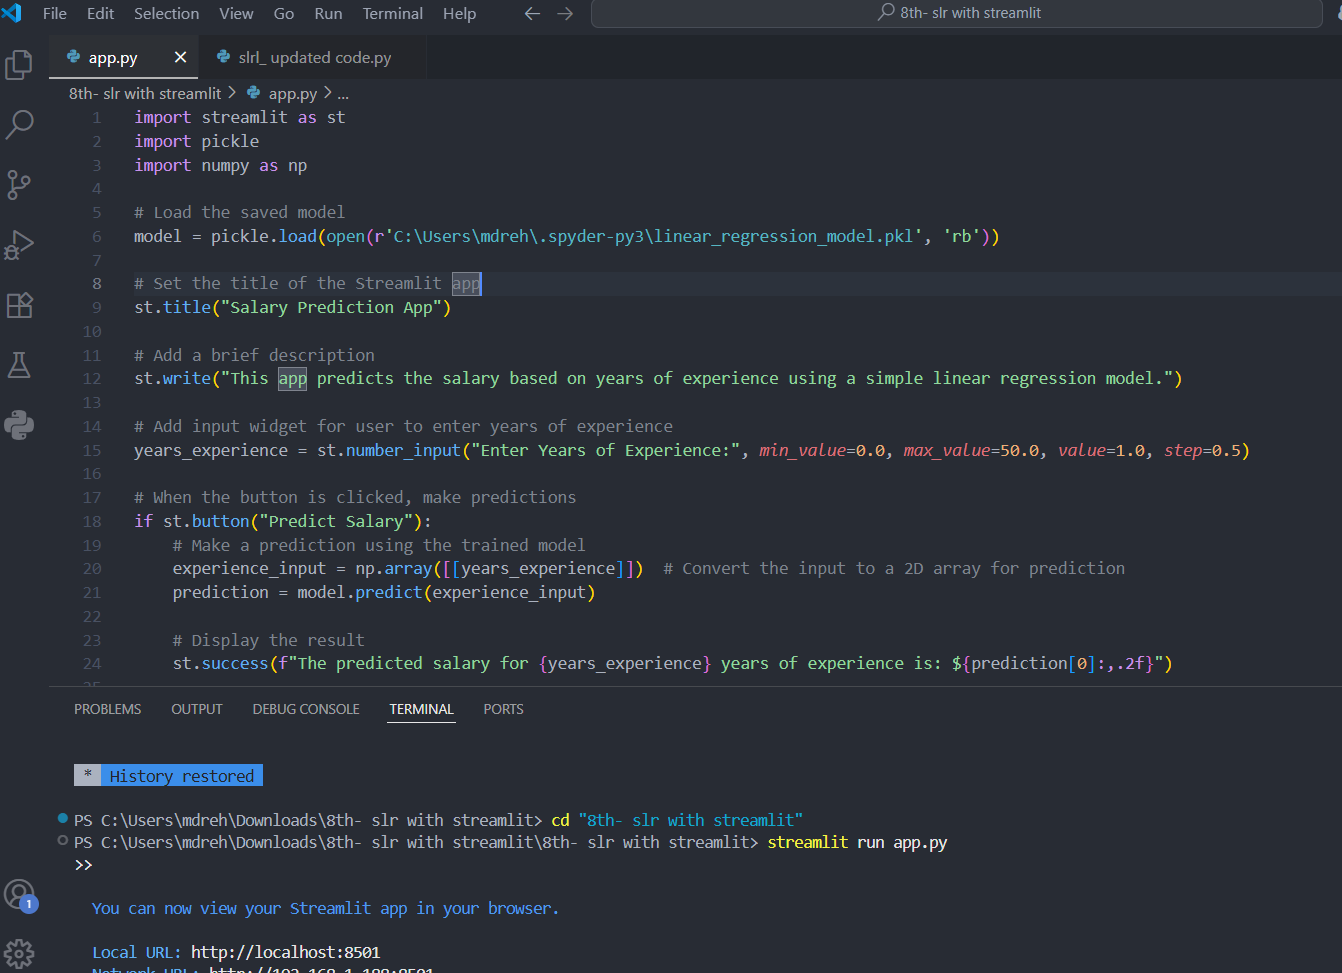 File Edit Selection View Go Run Terminal Help
8th- slr with streamlit
app.py
slrl_ updated code.py
8th- slr with streamlit > app.py > ...
1 import streamlit as st
2 import pickle
3 import numpy as np
4
5 # Load the saved model
6 model = pickle.load(open(r'C:\Users\mdreh\.spyder-py3\linear_regression_model.pkl', 'rb'))
7
8 # Set the title of the Streamlit app
9 st.title("Salary Prediction App")
10
11 # Add a brief description
12 st.write("This app predicts the salary based on years of experience using a simple linear regression model.")
13
14 # Add input widget for user to enter years of experience
15 years_experience = st.number_input("Enter Years of Experience:", min_value=0.0, max_value=50.0, value=1.0, step=0.5)
16
17 # When the button is clicked, make predictions
18 if st.button("Predict Salary"):
19 # Make a prediction using the trained model
20 experience_input = np.array([[years_experience]]) # Convert the input to a 2D array for prediction
21 prediction = model.predict(experience_input)
22
23 # Display the result
24 st.success(f"The predicted salary for {years_experience} years of experience is: ${prediction[0]:,.2f}")
25
PROBLEMS OUTPUT DEBUG CONSOLE TERMINAL PORTS
* History restored
PS C:\Users\mdreh\Downloads\8th- slr with streamlit> cd "8th- slr with streamlit"
PS C:\Users\mdreh\Downloads\8th- slr with streamlit\8th- slr with streamlit> streamlit run app.py
>>
1
You can now view your Streamlit app in your browser.
Local URL: http://localhost:8501
Network URL: http://192.168.1.188:8501